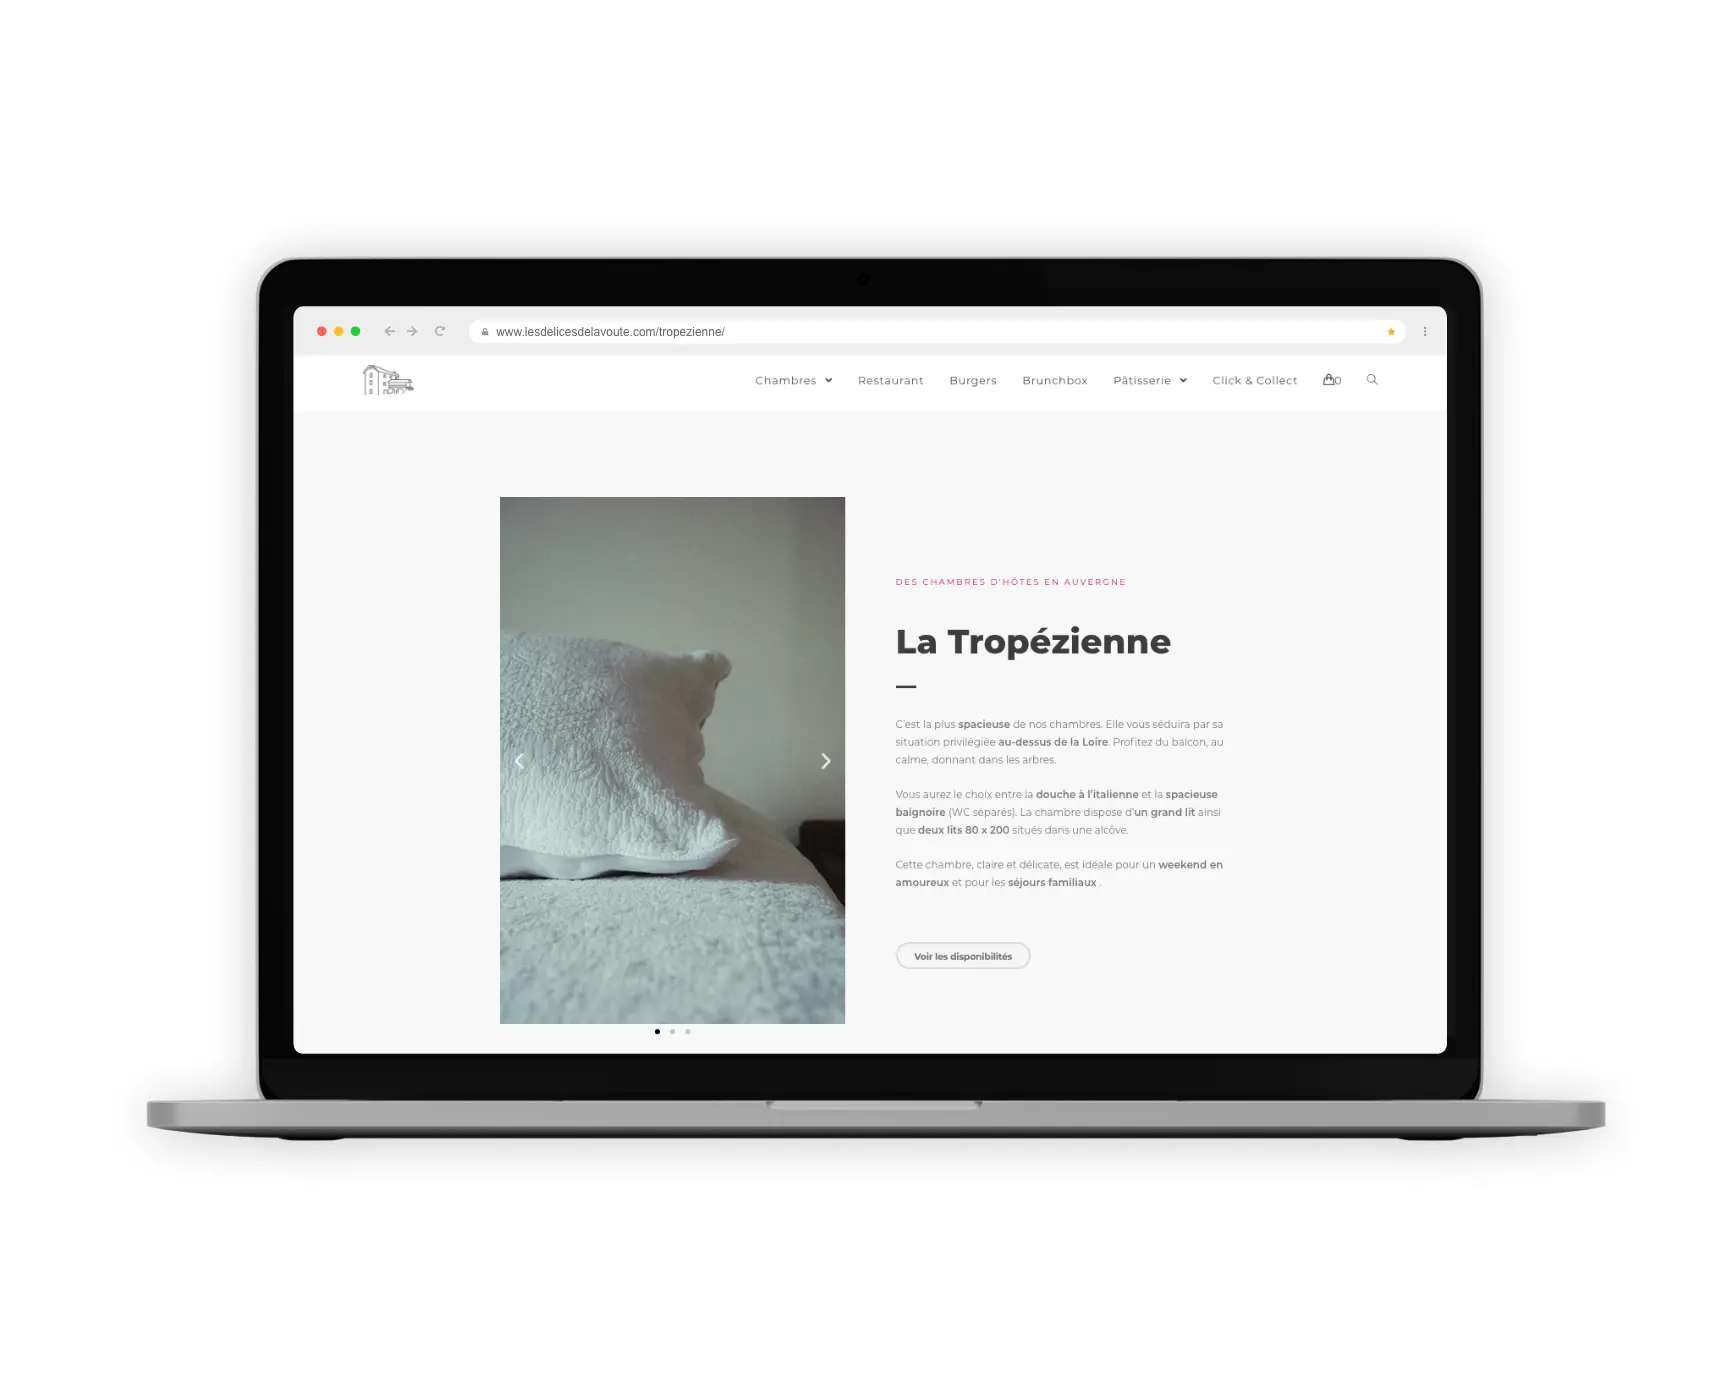 www.lesdelicesdelavoute.com/tropezienne/
Chambres Restaurant Burgers Brunchbox Pâtisserie Click & Collect 0
DES CHAMBRES D'HÔTES EN AUVERGNE
La Tropézienne
C'est la plus spacieuse de nos chambres. Elle vous séduira par sa
situation privilégiée au-dessus de la Loire. Profitez du balcon, au
calme, donnant dans les arbres.
Vous aurez le choix entre la douche à l'italienne et la spacieuse
baignoire (WC séparés). La chambre dispose d'un grand lit ainsi
que deux lits 80 x 200 situés dans une alcôve.
Cette chambre, claire et délicate, est idéale pour un weekend en
amoureux et pour les séjours familiaux .
Voir les disponibilités